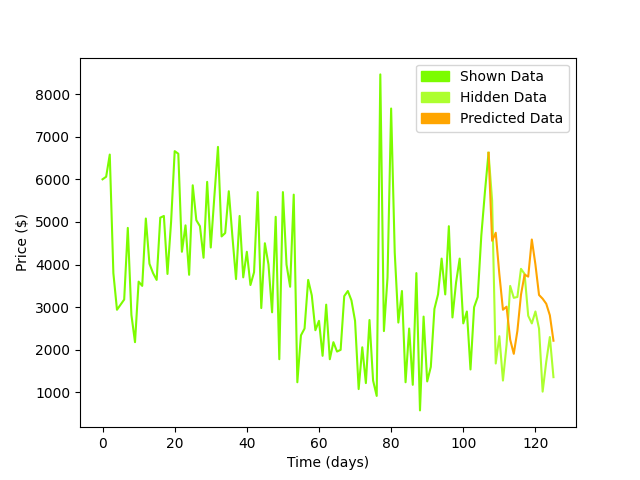 Shown Data
Hidden Data
Predicted Data
8000
7000
6000
5000
4000
3000
2000
1000
Price ($)
0 20 40 60 80 100 120
Time (days)